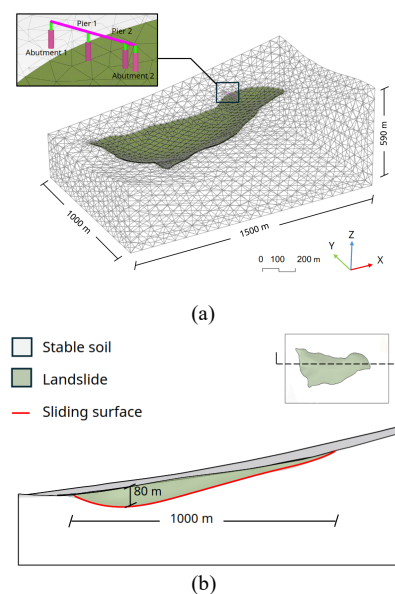 Pier 1
Pier 2
Abutment 1
Abutment 2
590 m
1000 m
1500 m
0 100 200 m
Z
Y
X
(a)
Stable soil
Landslide
Sliding surface
80 m
1000 m
(b)